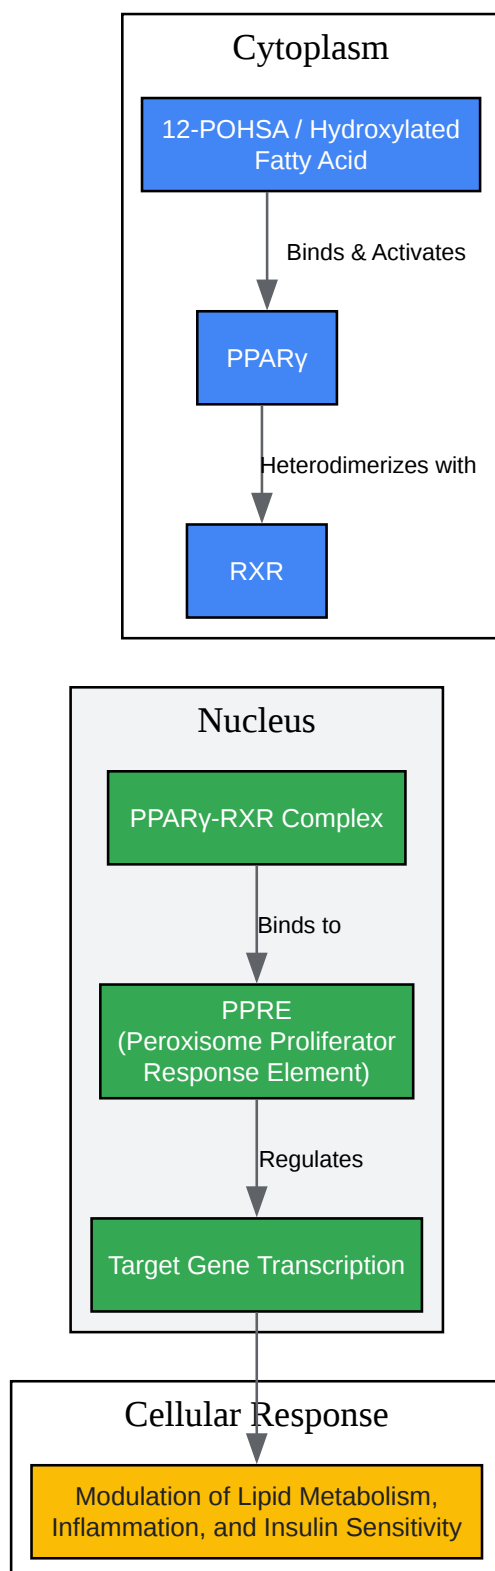 Cytoplasm
12-POHSA / Hydroxylated
Fatty Acid
Binds & Activates
PPARγ
Heterodimerizes with
RXR
Nucleus
PPARγ-RXR Complex
Binds to
PPRE
(Peroxisome Proliferator
Response Element)
Regulates
Target Gene Transcription
Cellular Response
Modulation of Lipid Metabolism,
Inflammation, and Insulin Sensitivity